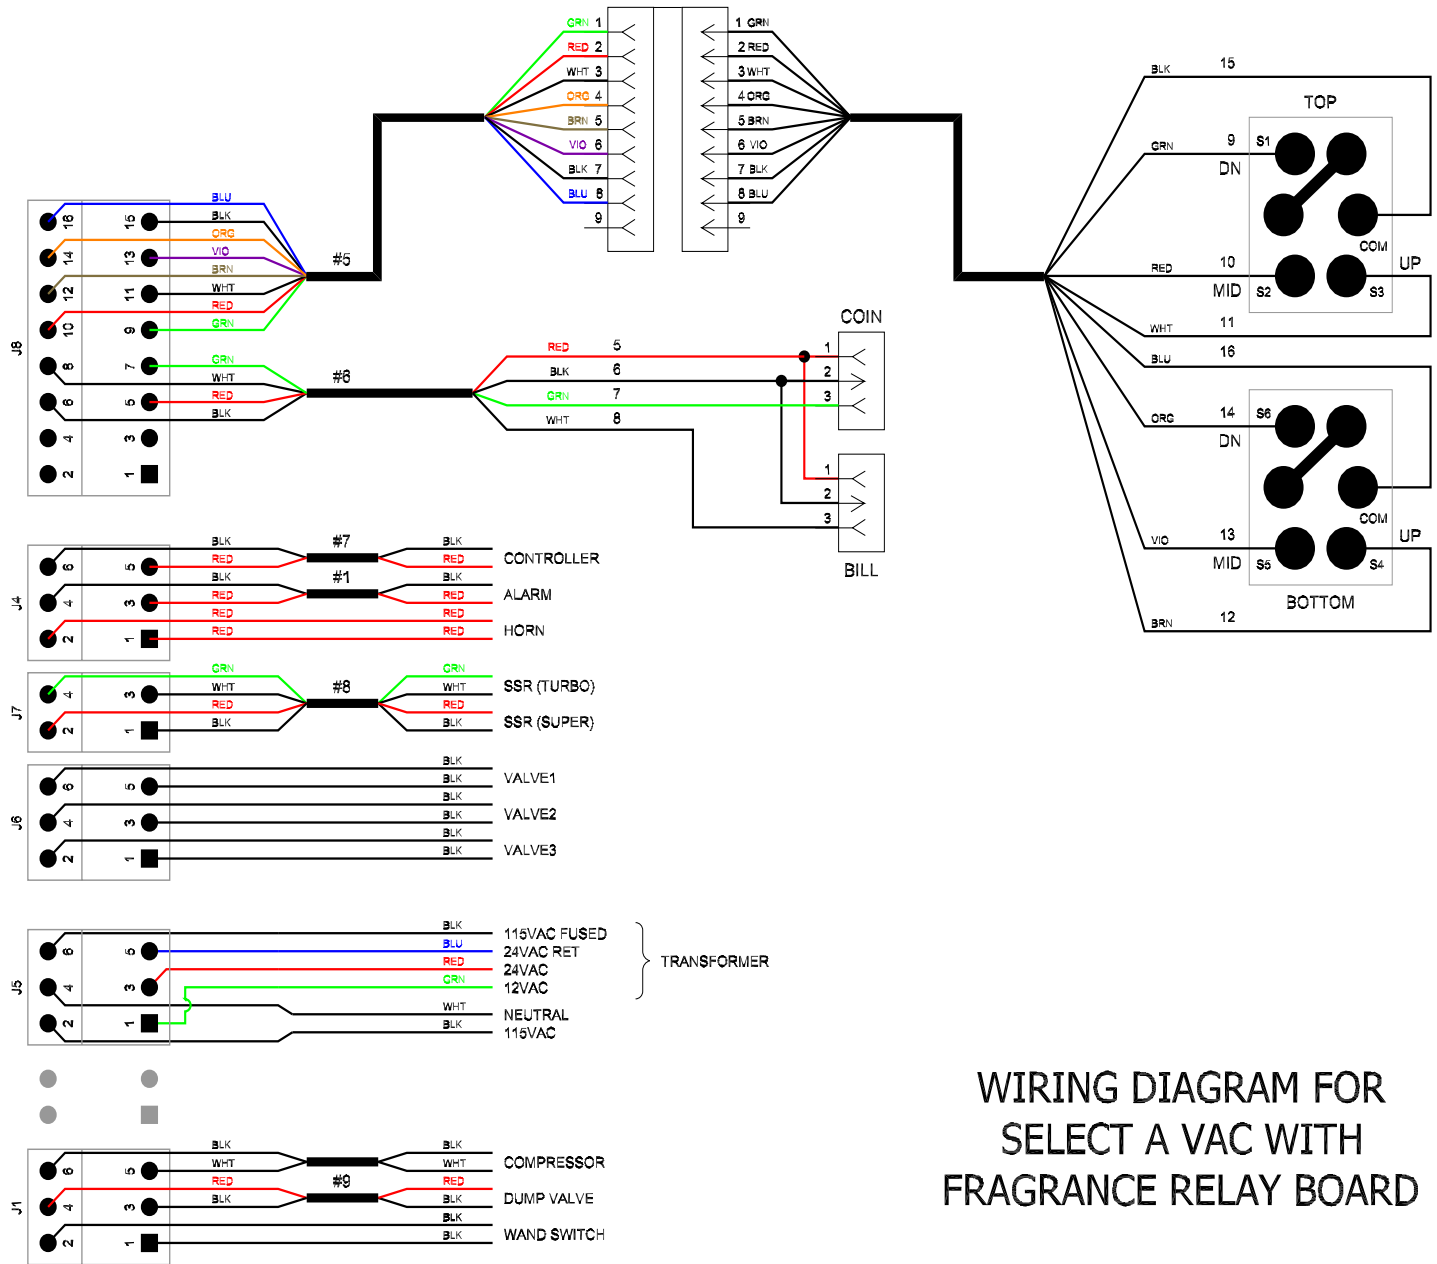 GRN 1
RED 2
WHT 3
ORG 4
BRN 5
VIO 6
BLK 7
BLU 8
9
1 GRN
2 RED
3 WHT
4 ORG
5 BRN
6 VIO
7 BLK
8 BLU
9
BLK 15
TOP
GRN 9 S1
DN
COM
RED 10 UP
MID S2 S3
WHT 11
BLU 16
ORG 14 S6
DN
COM
VIO 13 UP
MID S5 S4
BOTTOM
BRN 12
J8
16 15
14 13
12 11
10 9
8 7
6 5
4 3
2 1
BLU
BLK
ORG
VIO
BRN
WHT
RED
GRN
#5
GRN
WHT
RED
BLK
#6
RED 5
BLK 6
GRN 7
WHT 8
COIN
1
2
3
1
2
3
BILL
J4
6 5
4 3
2 1
BLK #7 BLK
RED RED CONTROLLER
BLK #1 BLK
RED RED ALARM
RED RED
RED RED HORN
J7
4 3
2 1
GRN GRN
WHT #8 WHT SSR (TURBO)
RED RED
BLK BLK SSR (SUPER)
J6
6 5
4 3
2 1
BLK
BLK VALVE1
BLK
BLK VALVE2
BLK
BLK VALVE3
J5
6 5
4 3
2 1
BLK 115VAC FUSED
BLU 24VAC RET
RED 24VAC
GRN 12VAC
TRANSFORMER
WHT NEUTRAL
BLK 115VAC
J1
6 5
4 3
2 1
BLK BLK
WHT WHT COMPRESSOR
RED #9 RED
BLK BLK DUMP VALVE
BLK
BLK WAND SWITCH
WIRING DIAGRAM FOR
SELECT A VAC WITH
FRAGRANCE RELAY BOARD